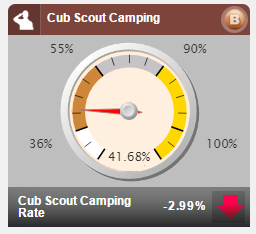 Cub Scout Camping
B
55%
90%
36%
100%
41.68%
Cub Scout Camping
Rate
-2.99%